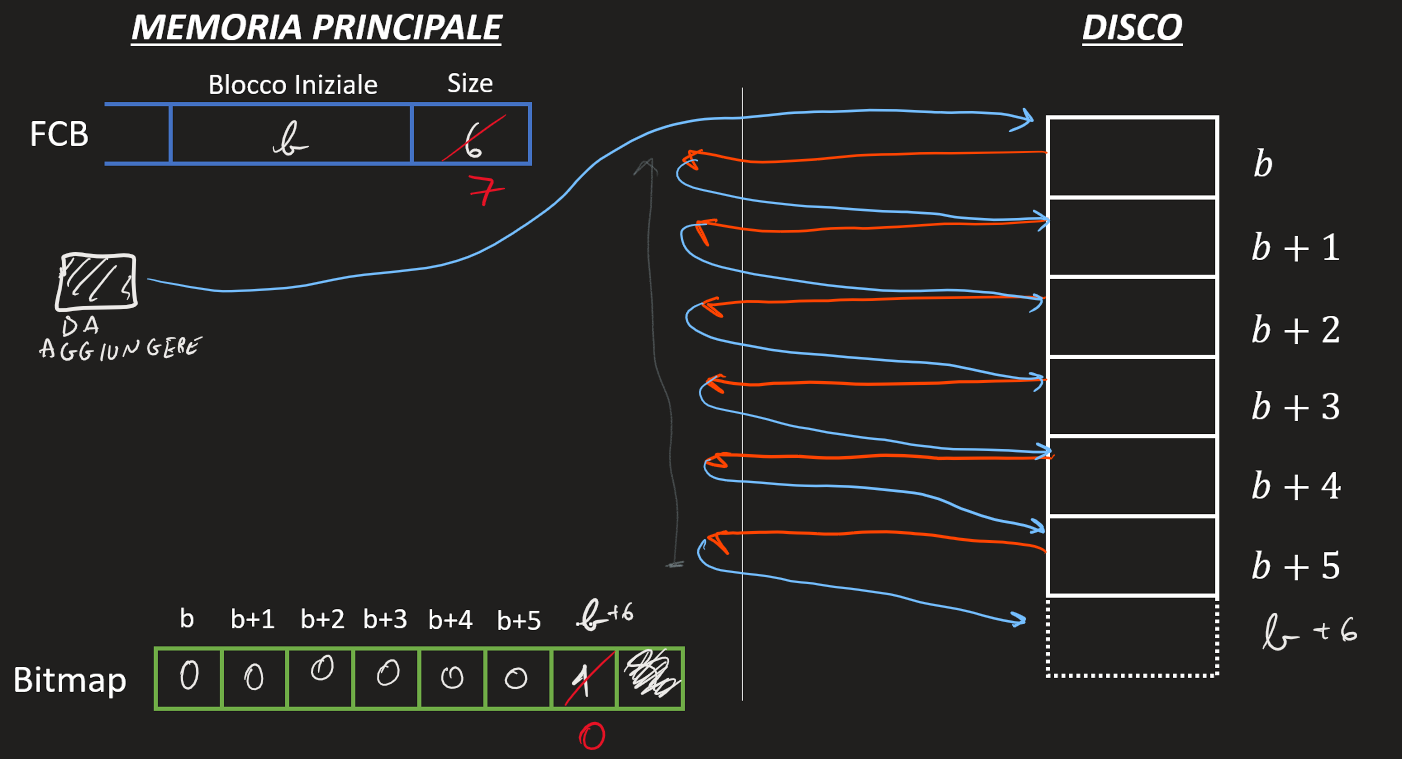 MEMORIA PRINCIPALE
DISCO
Blocco Iniziale Size
FCB b 6
7
DA
AGGIUNGERE
b
b + 1
b + 2
b + 3
b + 4
b + 5
b +6
b b+1 b+2 b+3 b+4 b+5 b+6
Bitmap 0 0 0 0 0 0 1
0